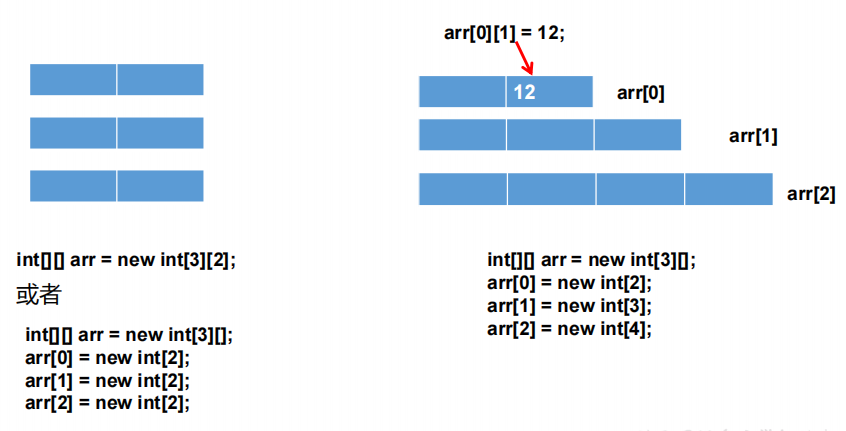 arr[0][1] = 12;
12
arr[0]
arr[1]
arr[2]
int[][] arr = new int[3][2];
或者
int[][] arr = new int[3][];
arr[0] = new int[2];
arr[1] = new int[2];
arr[2] = new int[2];
int[][] arr = new int[3][];
arr[0] = new int[2];
arr[1] = new int[3];
arr[2] = new int[4];